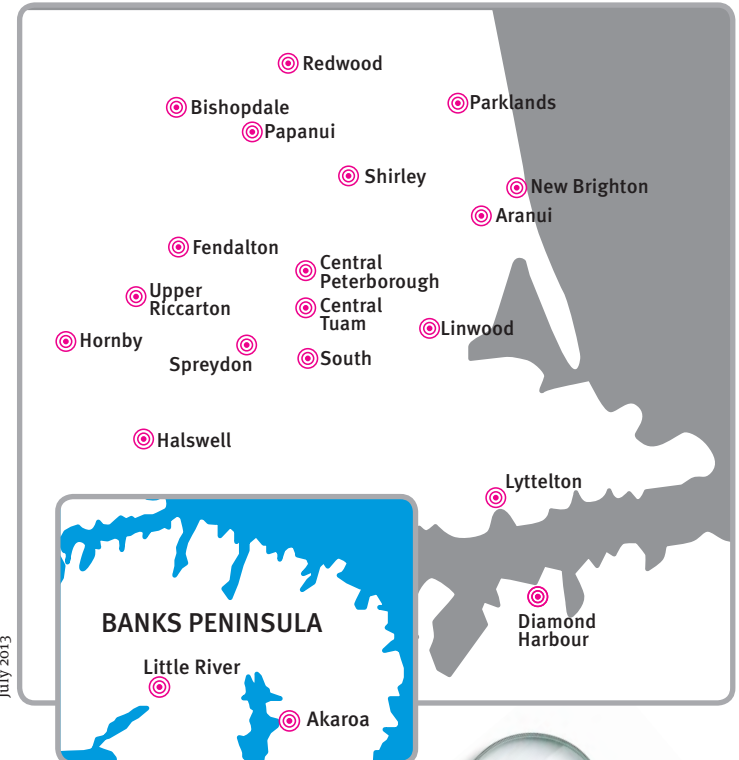 Redwood
Bishopdale
Parklands
Papanui
Shirley
New Brighton
Aranui
Fendalton
Central
Peterborough
Upper
Riccarton
Central
Tuam
Linwood
Hornby
Spreydon
South
Halswell
Lyttelton
Diamond
Harbour
BANKS PENINSULA
Little River
Akaroa
July 2013